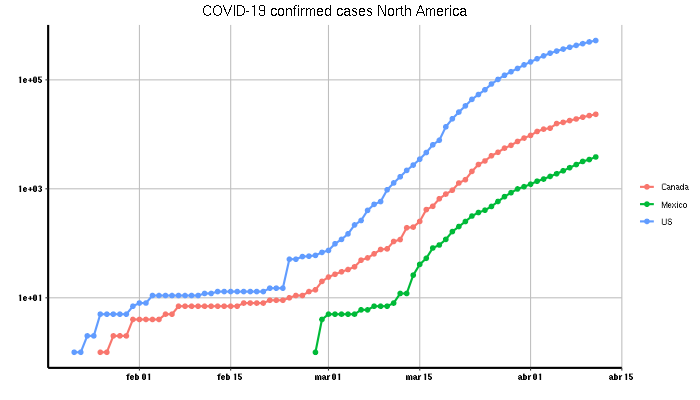 COVID-19 confirmed cases North America
1e+05
1e+03
1e+01
feb 01
feb 15
mar 01
mar 15
abr 01
abr 15
Canada
Mexico
US